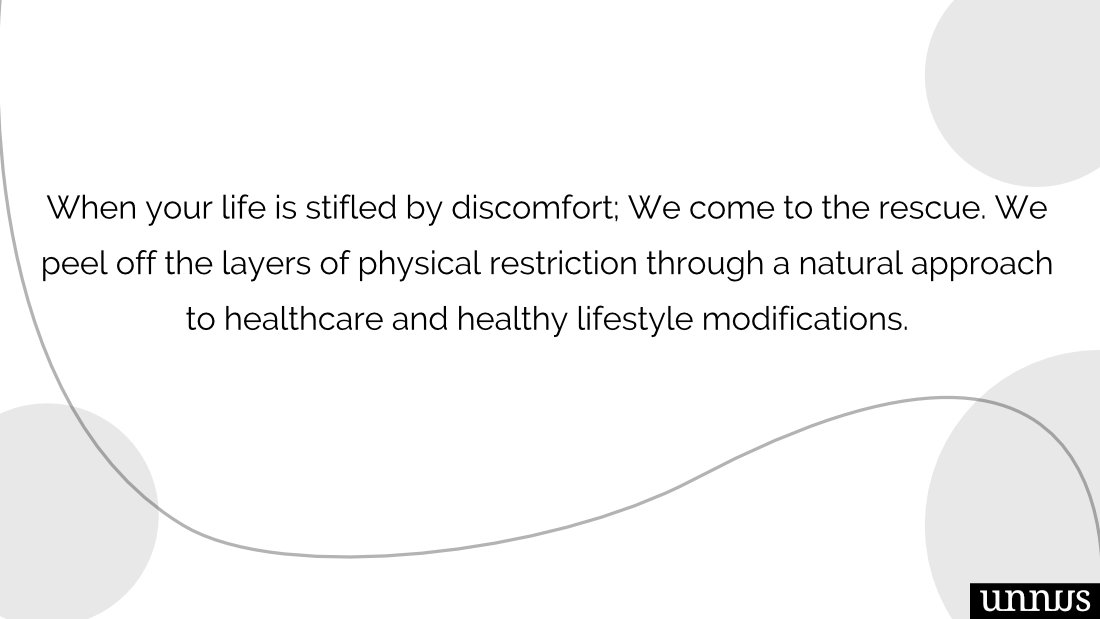 When your life is stifled by discomfort; We come to the rescue. We
peel off the layers of physical restriction through a natural approach
to healthcare and healthy lifestyle modifications.
unnus